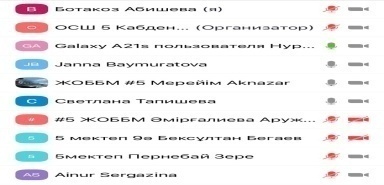 В Ботакоз Абишева (я)
О ОСШ 5 Кабден... (Организатор)
GA Galaxy A21s пользователя Нур...
JB Janna Baymuratova
ЖОББМ #5 Мерейім Aknazar
С Светлана Тапишева
# #5 ЖОББМ Әмірғалиева Аруж...
5 5 мектеп 9ә Бексултан Бегаев
5 5мектеп Пернебай Зере
AS Ainur Sergazina